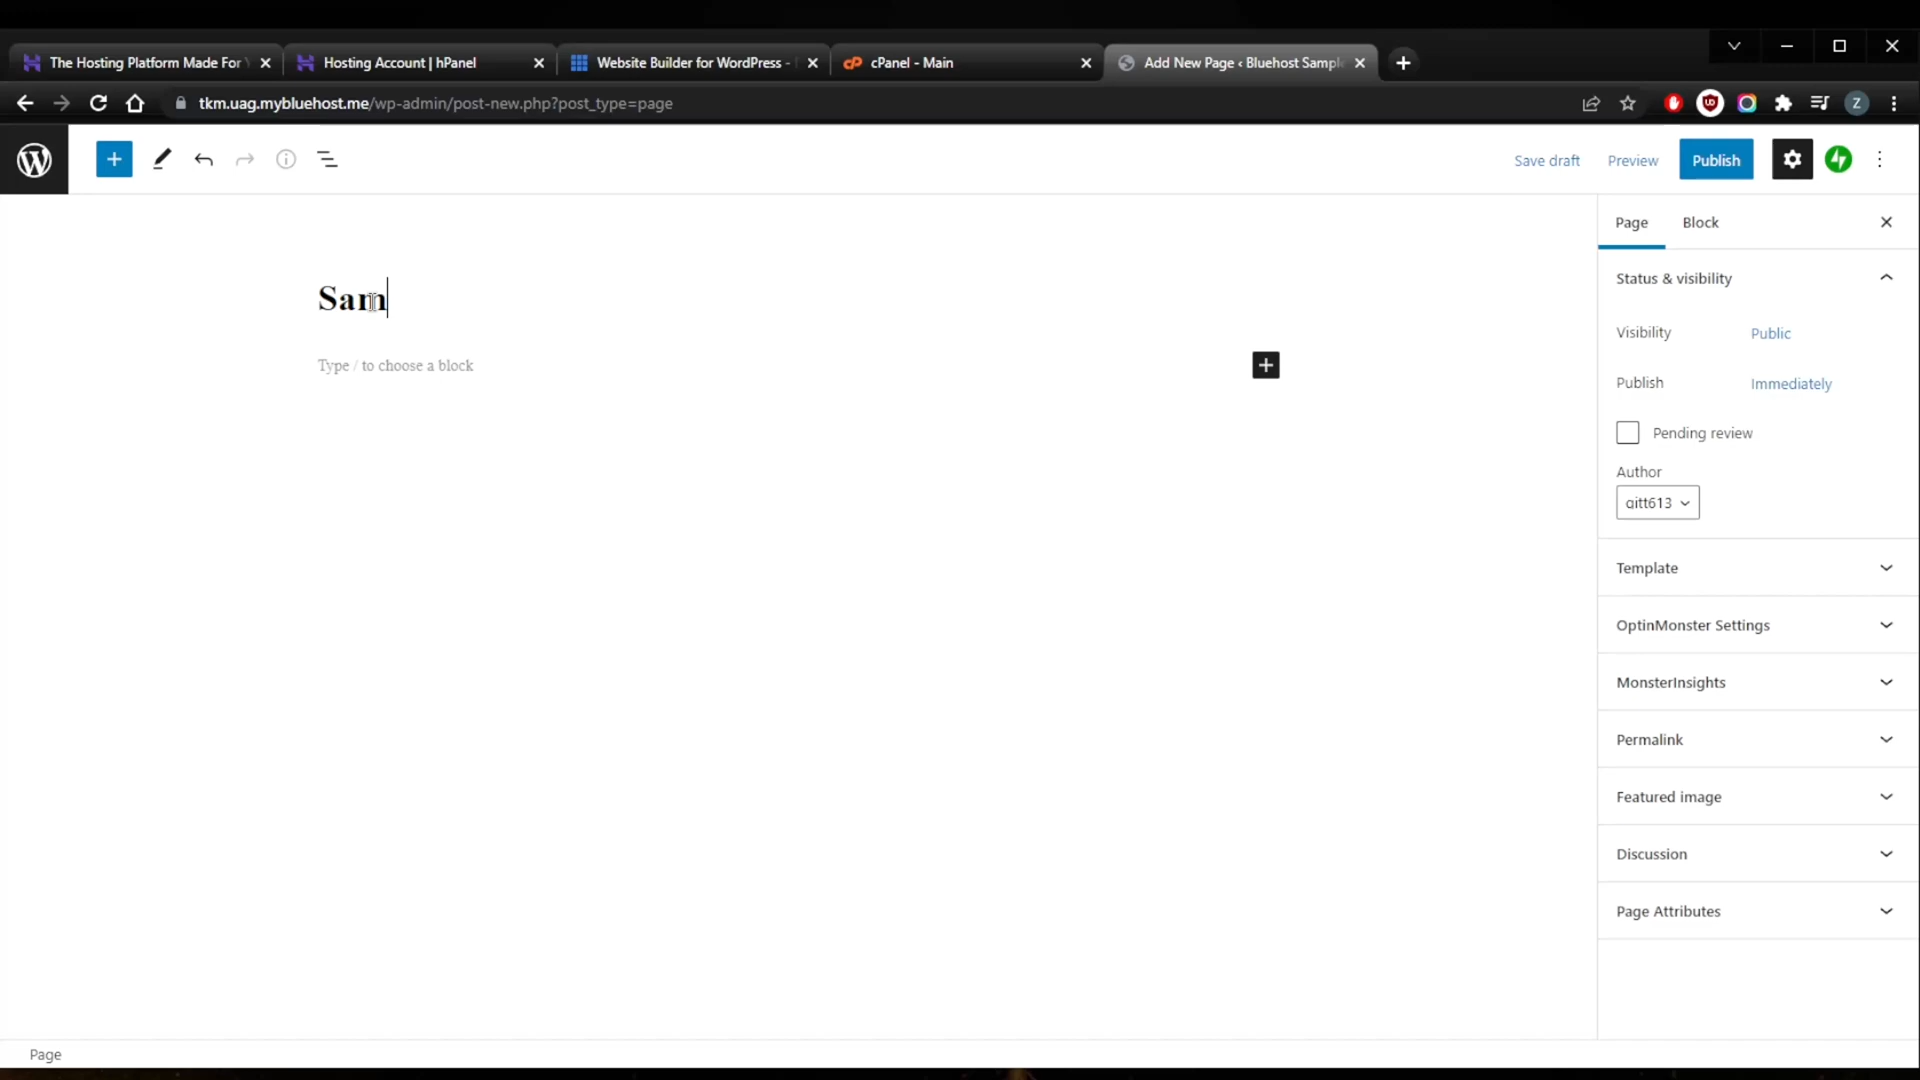 The Hosting Platform Made For
Hosting Account | hPanel
Website Builder for WordPress -
cP cPanel - Main
Add New Page ‹ Bluehost Sample
tkm.uag.mybluehost.me/wp-admin/post-new.php?post_type=page
Z
Save draft
Preview
Publish
Page
Block
Sam
Type / to choose a block
Status & visibility
Visibility
Public
Publish
Immediately
Pending review
Author
qitt613
Template
OptinMonster Settings
MonsterInsights
Permalink
Featured image
Discussion
Page Attributes
Page